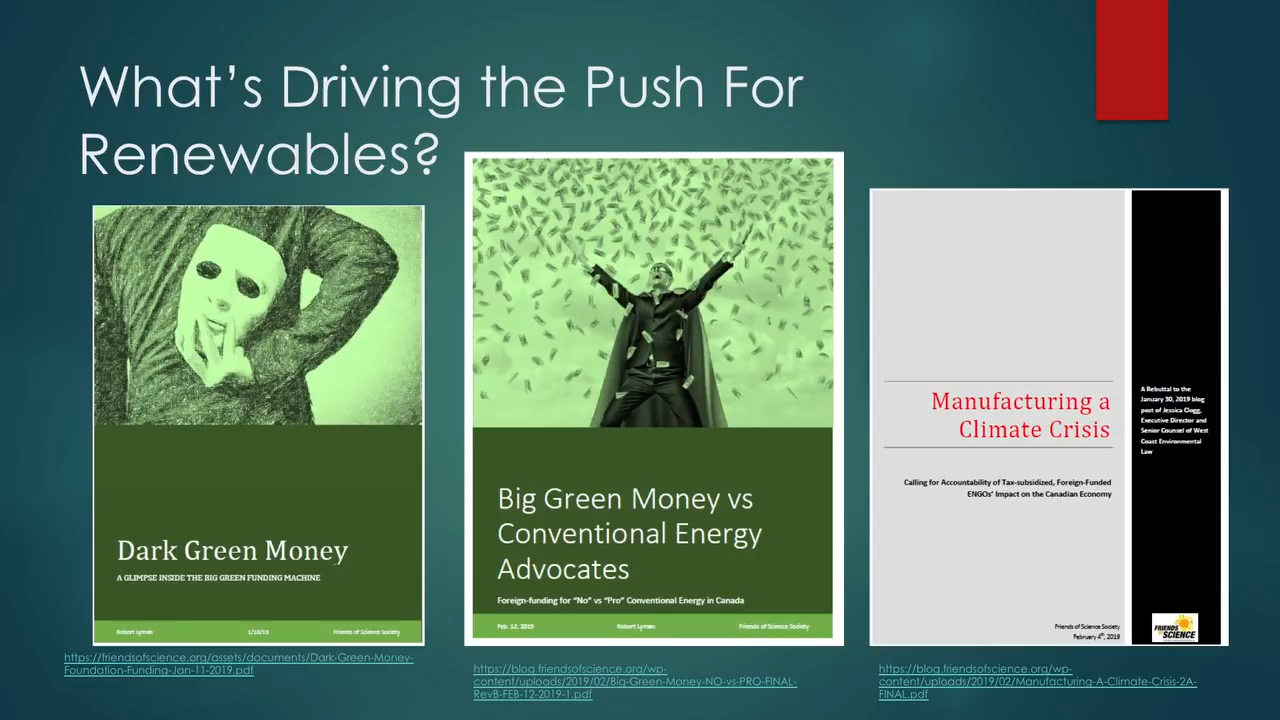 What's Driving the Push For
Renewables?
Dark Green Money
A GLIMPSE INSIDE THE BIG GREEN FUNDING MACHINE
Robert Lyman 1/10/19 Friends of Science Society
https://friendsofscience.org/assets/documents/Dark-Green-Money-
Foundation-Funding-Jan-11-2019.pdf
Big Green Money vs
Conventional Energy
Advocates
Foreign-funding for "No" vs "Pro" Conventional Energy in Canada
Feb. 12, 2019 Robert Lyman Friends of Science Society
https://blog.friendsofscience.org/wp-
content/uploads/2019/02/Big-Green-Money-NO-vs-PRO-FINAL-
RevB-FEB-12-2019-1.pdf
Manufacturing a
Climate Crisis
Calling for Accountability of Tax-subsidized, Foreign-Funded
ENGOs' Impact on the Canadian Economy
Friends of Science Society
February 4th, 2019
A Rebuttal to the
January 30, 2019 blog
post of Jessica Clogg,
Executive Director and
Senior Counsel of West
Coast Environmental
Law
FRIENDS
OF SCIENCE
https://blog.friendsofscience.org/wp-
content/uploads/2019/02/Manufacturing-A-Climate-Crisis-2A-
FINAL.pdf